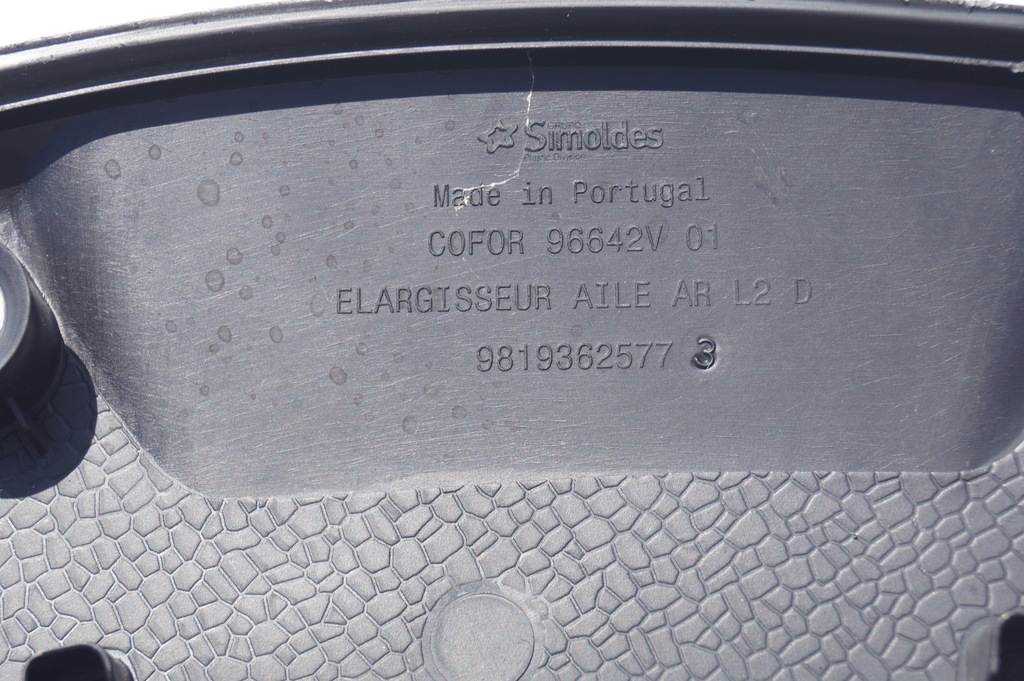 GRUPO
Simoldes
Plastic Division
Made in Portugal
COFOR 96642V 01
ELARGISSEUR AILE AR L2 D
9819362577 3